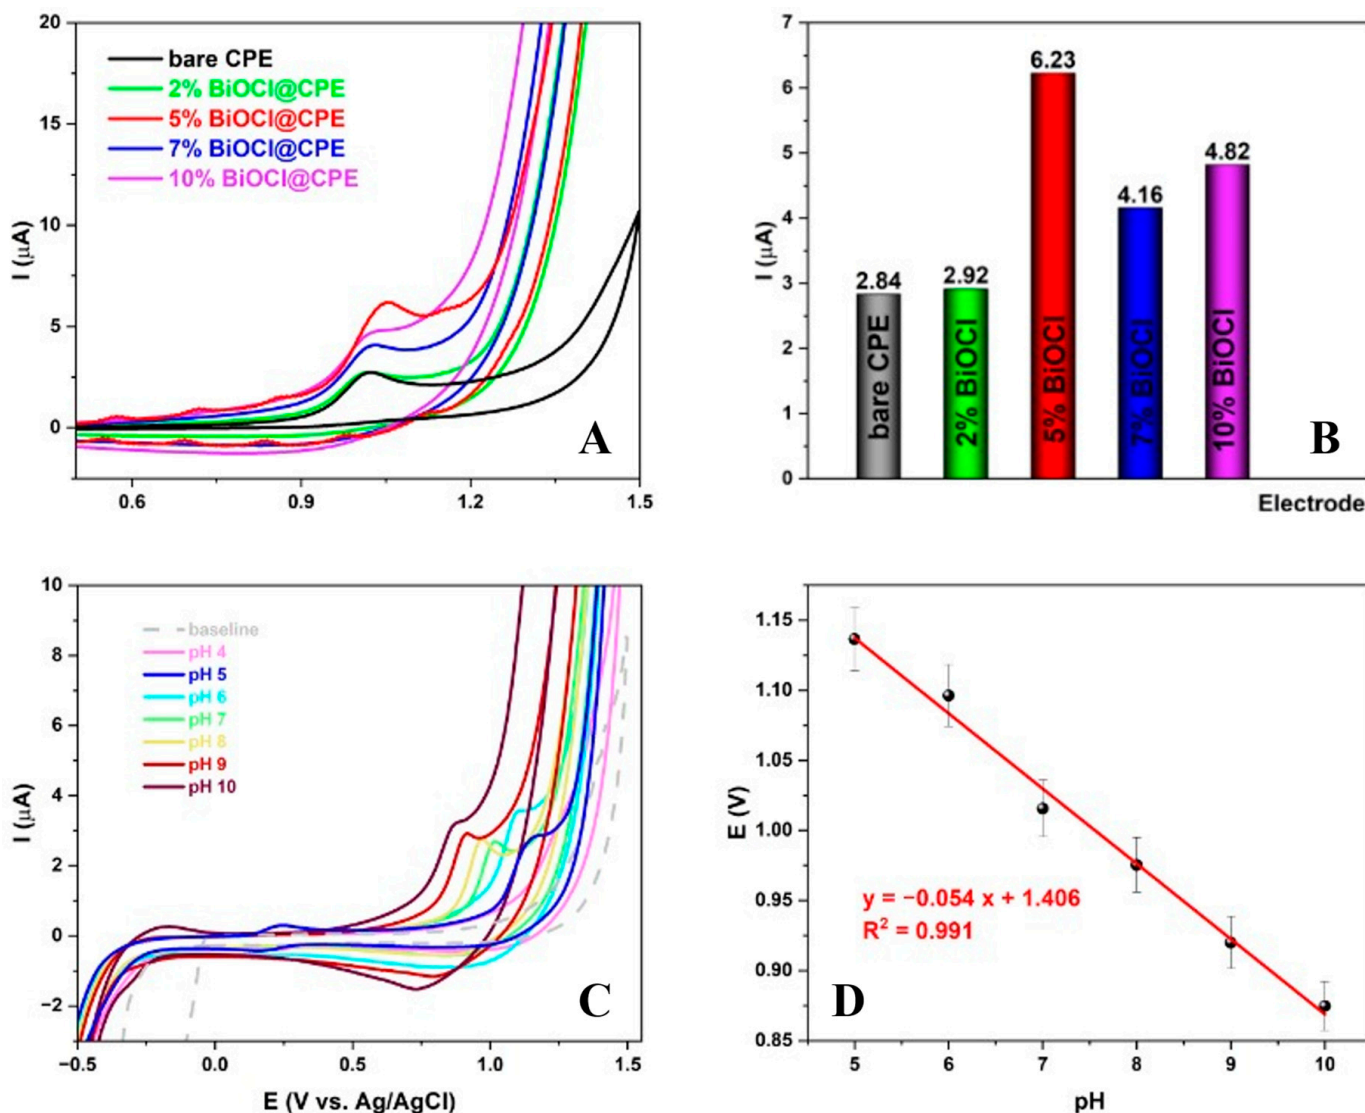 20
15
10
5
0
I (μA)
bare CPE
2% BiOCl@CPE
5% BiOCl@CPE
7% BiOCl@CPE
10% BiOCl@CPE
A
0.6
0.9
1.2
1.5
7
6
5
4
3
2
1
0
I (μA)
2.84
2.92
6.23
4.16
4.82
bare CPE
2% BiOCl
5% BiOCl
7% BiOCl
10% BiOCl
B
Electrode
10
8
6
4
2
0
−2
I (μA)
baseline
pH 4
pH 5
pH 6
pH 7
pH 8
pH 9
pH 10
C
−0.5
0.0
0.5
1.0
1.5
E (V vs. Ag/AgCl)
1.15
1.10
1.05
1.00
0.95
0.90
0.85
E (V)
y = −0.054 x + 1.406
R² = 0.991
D
5
6
7
8
9
10
pH